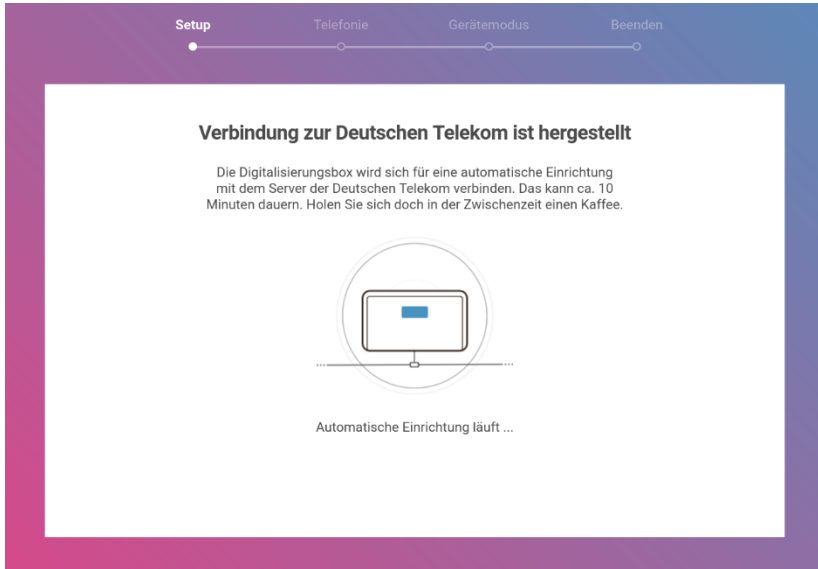 Setup Telefonie Gerätemodus Beenden
Verbindung zur Deutschen Telekom ist hergestellt
Die Digitalisierungsbox wird sich für eine automatische Einrichtung
mit dem Server der Deutschen Telekom verbinden. Das kann ca. 10
Minuten dauern. Holen Sie sich doch in der Zwischenzeit einen Kaffee.
Automatische Einrichtung läuft ...